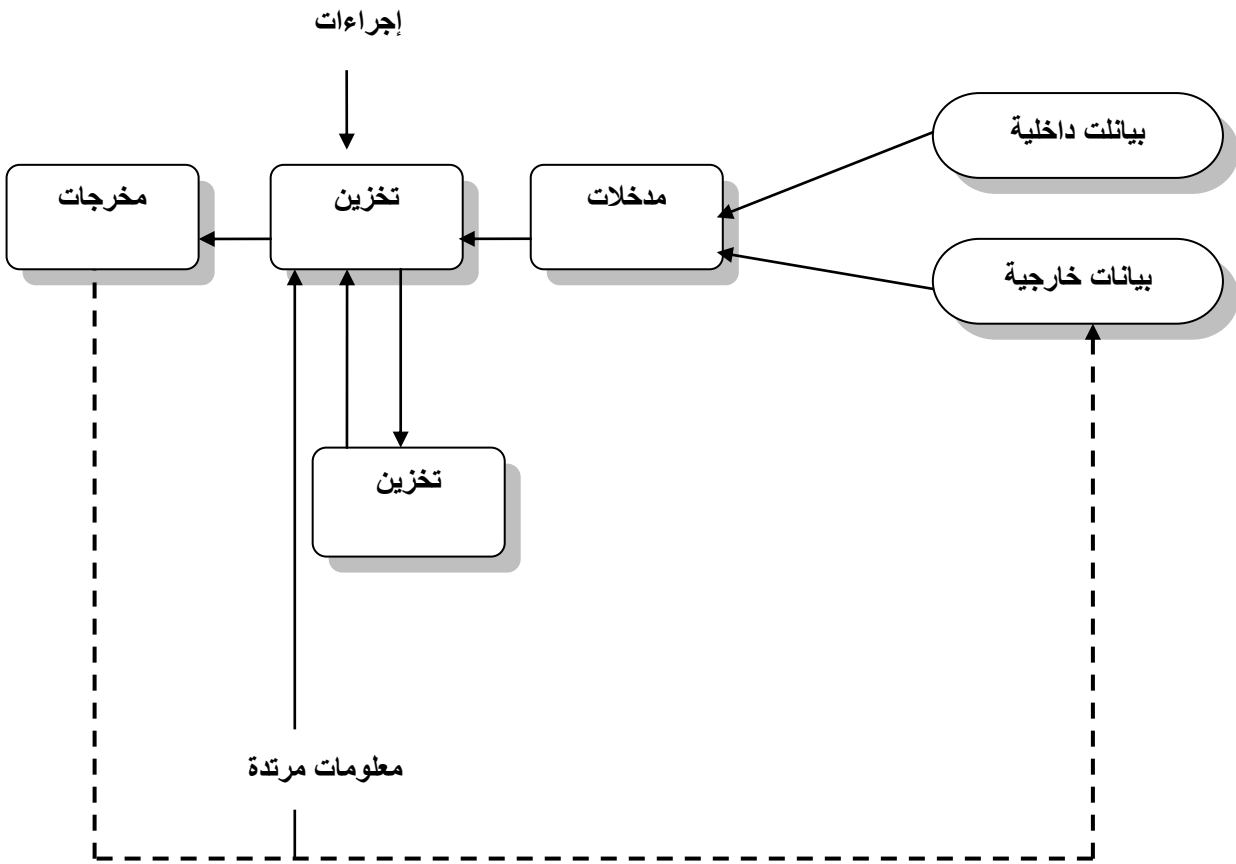 إجراءات
بيانلت داخلية
مدخلات
تخزين
مخرجات
بيانات خارجية
تخزين
معلومات مرتدة